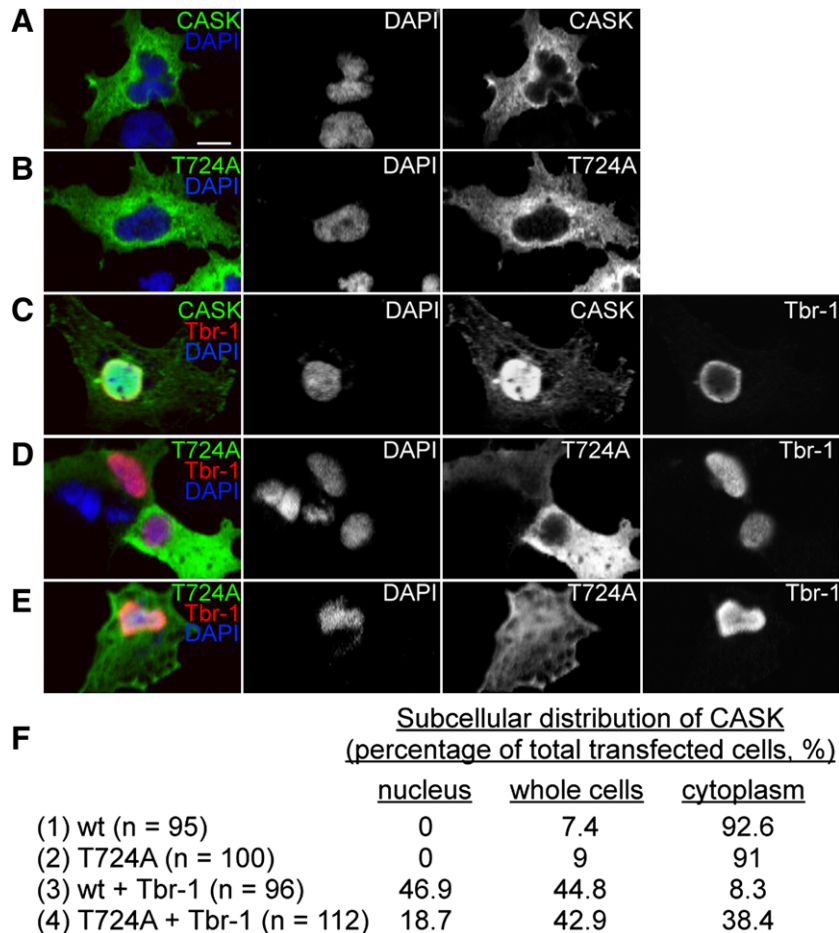 A
CASK
DAPI
DAPI
CASK
B
T724A
DAPI
DAPI
T724A
C
CASK
Tbr-1
DAPI
DAPI
CASK
Tbr-1
D
T724A
Tbr-1
DAPI
DAPI
T724A
Tbr-1
E
T724A
Tbr-1
DAPI
DAPI
T724A
Tbr-1
F
Subcellular distribution of CASK
(percentage of total transfected cells, %)
nucleus whole cells cytoplasm
(1) wt (n = 95) 0 7.4 92.6
(2) T724A (n = 100) 0 9 91
(3) wt + Tbr-1 (n = 96) 46.9 44.8 8.3
(4) T724A + Tbr-1 (n = 112) 18.7 42.9 38.4